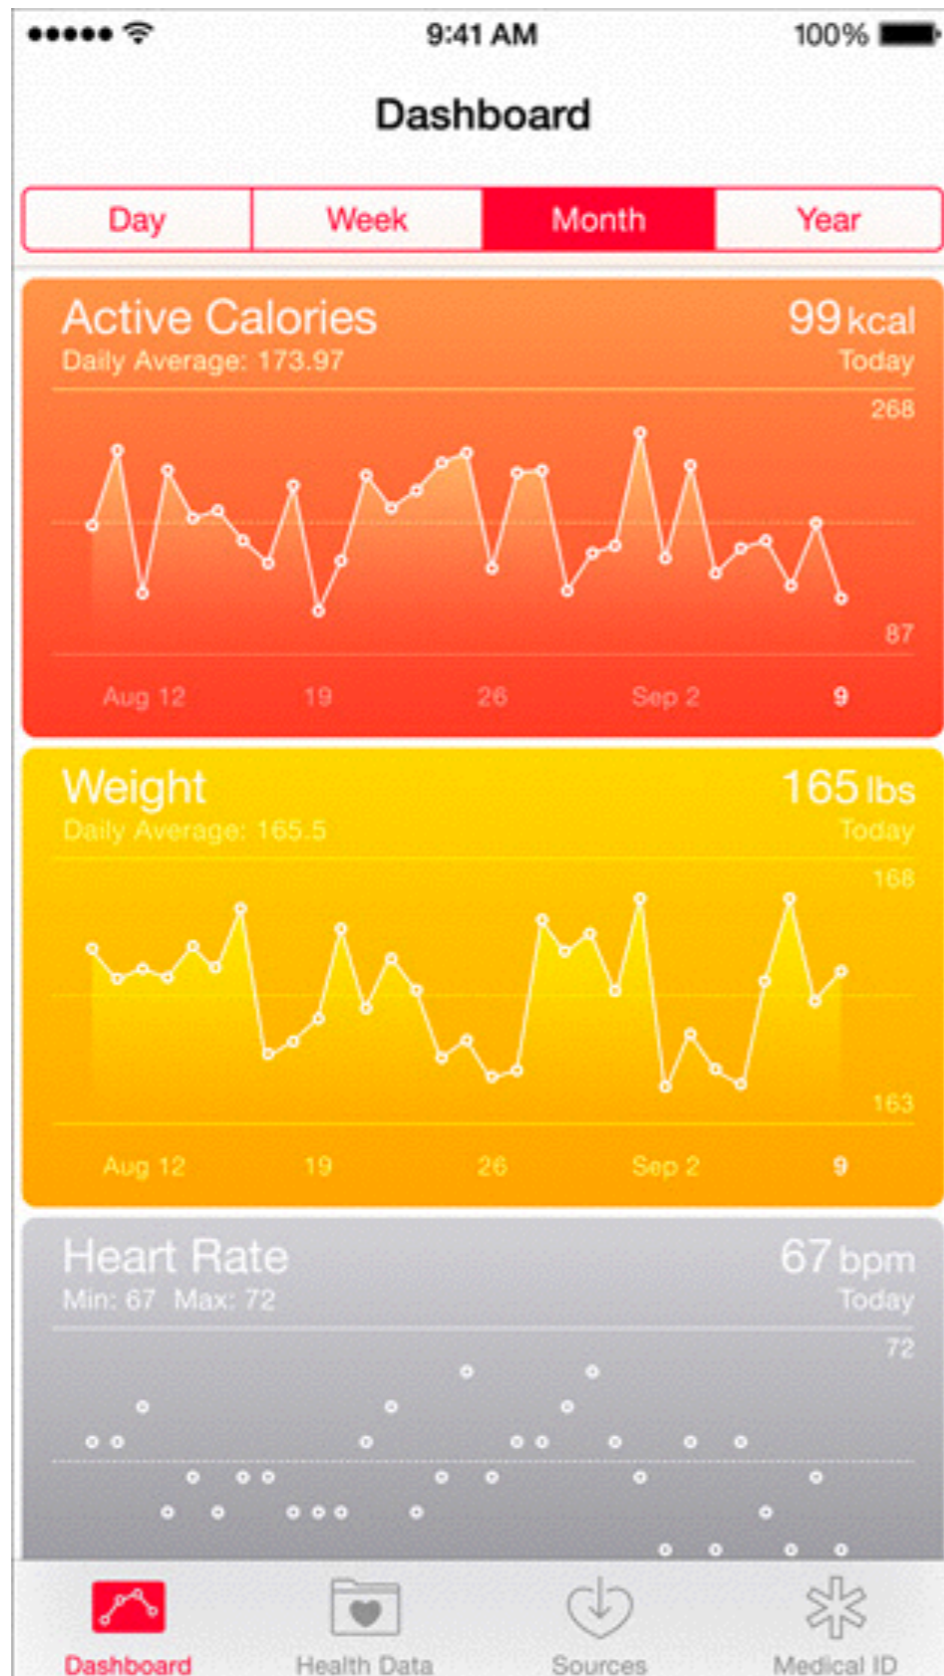 9:41 AM 100%
Dashboard
Day Week Month Year
Active Calories 99 kcal
Daily Average: 173.97 Today
268
87
Aug 12 19 26 Sep 2 9
Weight 165 lbs
Daily Average: 165.5 Today
168
163
Aug 12 19 26 Sep 2 9
Heart Rate 67 bpm
Min: 67 Max: 72 Today
72
Dashboard Health Data Sources Medical ID